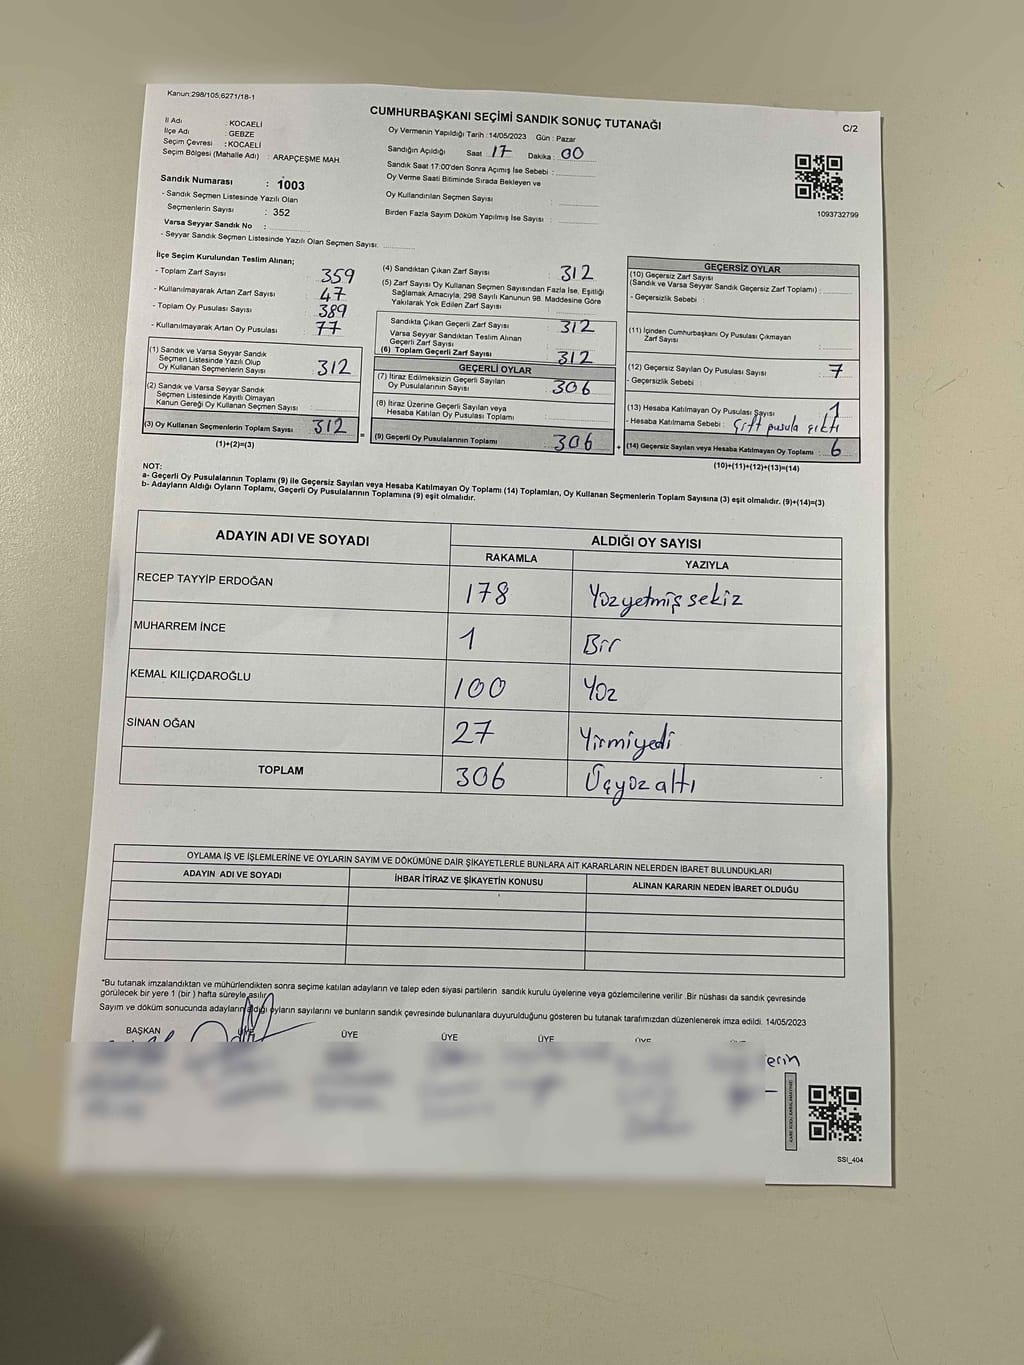 Kanun:298/105,6271/18-1
CUMHURBAŞKANI SEÇİMİ SANDIK SONUÇ TUTANAĞI
C/2
İl Adı : KOCAELİ
İlçe Adı : GEBZE
Seçim Çevresi : KOCAELİ
Seçim Bölgesi (Mahalle Adı) : ARAPÇEŞME MAH.
Sandık Numarası : 1003
- Sandık Seçmen Listesinde Yazılı Olan
Seçmenlerin Sayısı : 352
Varsa Seyyar Sandık No :
- Seyyar Sandık Seçmen Listesinde Yazılı Olan Seçmen Sayısı:
Oy Vermenin Yapıldığı Tarih :14/05/2023 Gün : Pazar
Sandığın Açıldığı Saat 17 Dakika : 00
Sandık Saat 17:00'den Sonra Açımış İse Sebebi :
Oy Verme Saati Bitiminde Sırada Bekleyen ve
Oy Kullandırılan Seçmen Sayısı :
Birden Fazla Sayım Döküm Yapılmış İse Sayısı :
1093732799
İlçe Seçim Kurulundan Teslim Alınan;
- Toplam Zarf Sayısı 359
- Kullanılmayarak Artan Zarf Sayısı 47
- Toplam Oy Pusulası Sayısı 389
- Kullanılmayarak Artan Oy Pusulası 77
(1) Sandık ve Varsa Seyyar Sandık
Seçmen Listesinde Yazılı Olup
Oy Kullanan Seçmenlerin Sayısı 312
(2) Sandık ve Varsa Seyyar Sandık
Seçmen Listesinde Kayıtlı Olmayan
Kanun Gereği Oy Kullanan Seçmen Sayısı
(3) Oy Kullanan Seçmenlerin Toplam Sayısı 312
(1)+(2)=(3)
(4) Sandıktan Çıkan Zarf Sayısı : 312
(5) Zarf Sayısı Oy Kullanan Seçmen Sayısından Fazla İse, Eşitliği
Sağlamak Amacıyla, 298 Sayılı Kanunun 98. Maddesine Göre
Yakılarak Yok Edilen Zarf Sayısı :
Sandıkta Çıkan Geçerli Zarf Sayısı : 312
Varsa Seyyar Sandıktan Teslim Alınan
Geçerli Zarf Sayısı :
(6) Toplam Geçerli Zarf Sayısı : 312
GEÇERLİ OYLAR
(7) İtiraz Edilmeksizin Geçerli Sayılan
Oy Pusulalarının Sayısı : 306
(8) İtiraz Üzerine Geçerli Sayılan veya
Hesaba Katılan Oy Pusulası Toplamı :
=
(9) Geçerli Oy Pusulalarının Toplamı : 306
+
GEÇERSİZ OYLAR
(10) Geçersiz Zarf Sayısı
(Sandık ve Varsa Seyyar Sandık Geçersiz Zarf Toplamı) :
- Geçersizlik Sebebi :
(11) İçinden Cumhurbaşkanı Oy Pusulası Çıkmayan
Zarf Sayısı :
(12) Geçersiz Sayılan Oy Pusulası Sayısı : 7
- Geçersizlik Sebebi :
(13) Hesaba Katılmayan Oy Pusulası Sayısı : 1
- Hesaba Katılmama Sebebi : Çift pusula çıktı
(14) Geçersiz Sayılan veya Hesaba Katılmayan Oy Toplamı : 6
(10)+(11)+(12)+(13)=(14)
NOT:
a- Geçerli Oy Pusulalarının Toplamı (9) ile Geçersiz Sayılan veya Hesaba Katılmayan Oy Toplamı (14) Toplamları, Oy Kullanan Seçmenlerin Toplam Sayısına (3) eşit olmalıdır. (9)+(14)=(3)
b- Adayların Aldığı Oyların Toplamı, Geçerli Oy Pusulalarının Toplamına (9) eşit olmalıdır.
ADAYIN ADI VE SOYADI
ALDIĞI OY SAYISI
RAKAMLA YAZIYLA
RECEP TAYYİP ERDOĞAN 178 Yüzyetmiş sekiz
MUHARREM İNCE 1 Bir
KEMAL KILIÇDAROĞLU 100 Yüz
SİNAN OĞAN 27 Yirmiyedi
TOPLAM 306 Üçyüz altı
OYLAMA İŞ VE İŞLEMLERİNE VE OYLARIN SAYIM VE DÖKÜMÜNE DAİR ŞİKAYETLERLE BUNLARA AİT KARARLARIN NELERDEN İBARET BULUNDUKLARI
ADAYIN ADI VE SOYADI İHBAR İTİRAZ VE ŞİKAYETİN KONUSU ALINAN KARARIN NEDEN İBARET OLDUĞU
*Bu tutanak imzalandıktan ve mühürlendikten sonra seçime katılan adayların ve talep eden siyasi partilerin sandık kurulu üyelerine veya gözlemcilerine verilir .Bir nüshası da sandık çevresinde
görülecek bir yere 1 (bir ) hafta süreyle asılır.
Sayım ve döküm sonucunda adayların aldığı oyların sayılarını ve bunların sandık çevresinde bulunanlara duyurulduğunu gösteren bu tutanak tarafımızdan düzenlenerek imza edildi. 14/05/2023
BAŞKAN ÜYE ÜYE ÜYE ÜYE ÜYE
SSI_404